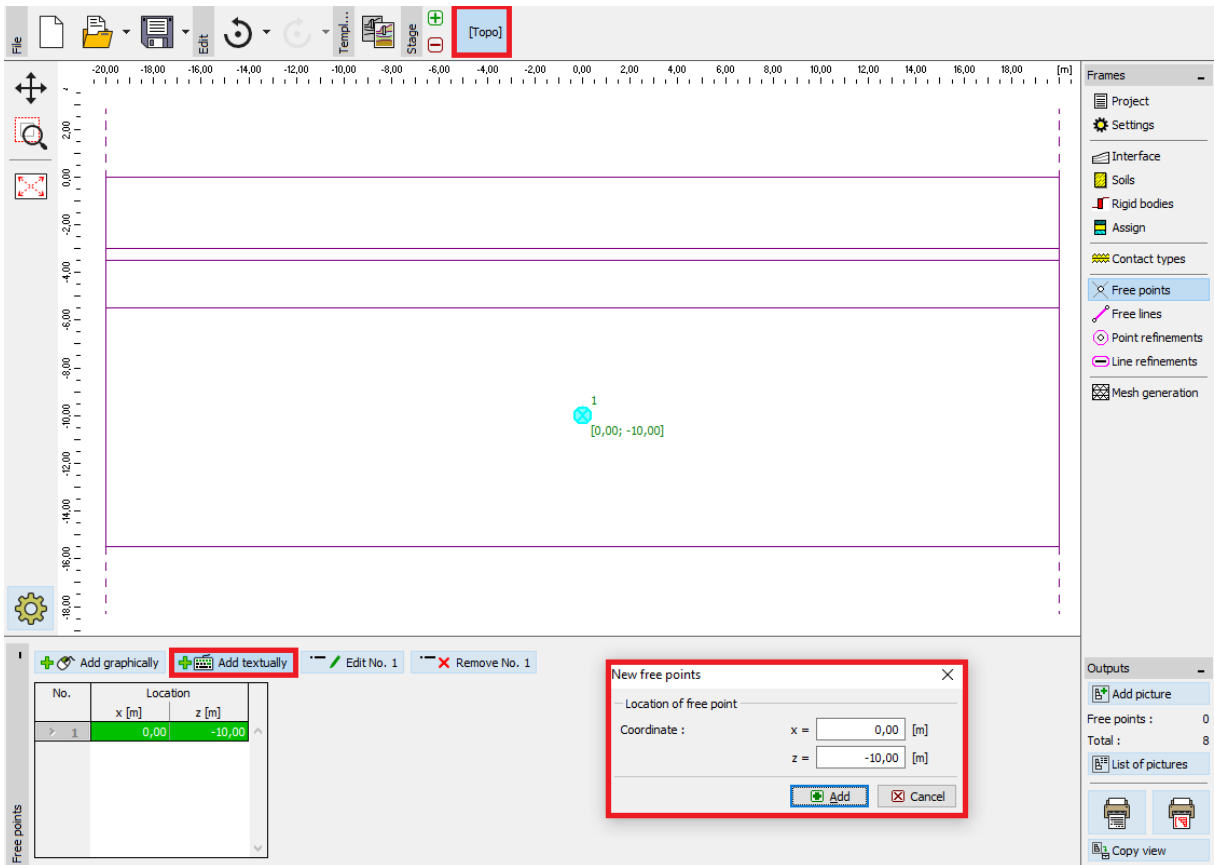 File
Edit
Templ...
Stage
[Topo]
-20,00 -18,00 -16,00 -14,00 -12,00 -10,00 -8,00 -6,00 -4,00 -2,00 0,00 2,00 4,00 6,00 8,00 10,00 12,00 14,00 16,00 18,00 [m]
2,00
0,00
-2,00
-4,00
-6,00
-8,00
-10,00
-12,00
-14,00
-16,00
-18,00
1
[0,00; -10,00]
Frames
Project
Settings
Interface
Soils
Rigid bodies
Assign
Contact types
Free points
Free lines
Point refinements
Line refinements
Mesh generation
Free points
Add graphically Add textually Edit No. 1 Remove No. 1
No. Location
x [m] z [m]
1 0,00 -10,00
New free points
Location of free point
Coordinate : x = 0,00 [m]
z = -10,00 [m]
Add Cancel
Outputs
Add picture
Free points : 0
Total : 8
List of pictures
Copy view